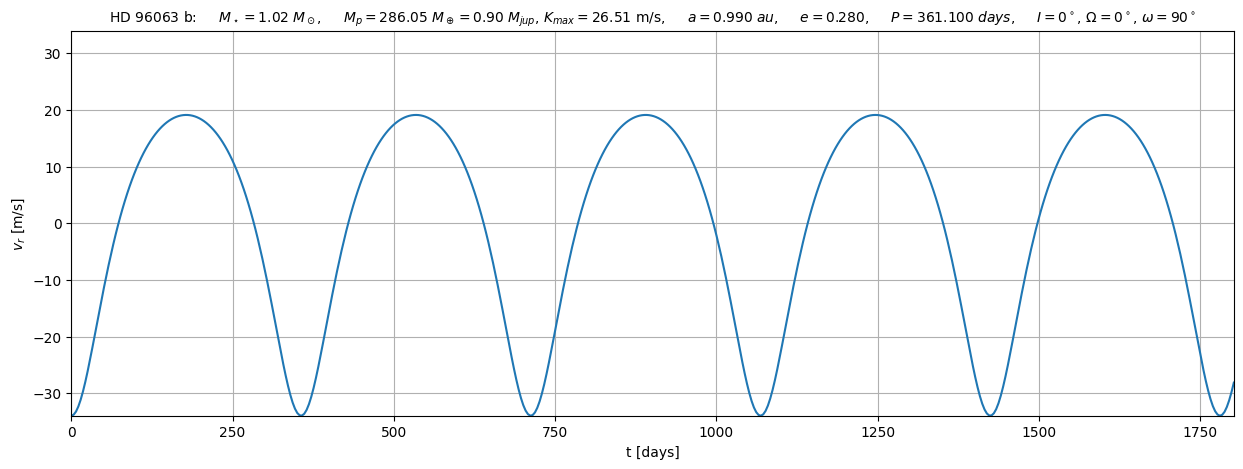 HD 96063 b: M⋆ = 1.02 M⊙, Mp = 286.05 M⊕ = 0.90 Mjup, Kmax = 26.51 m/s, a = 0.990 au, e = 0.280, P = 361.100 days, I = 0°, Ω = 0°, ω = 90°
30
20
10
0
−10
−20
−30
vr [m/s]
0 250 500 750 1000 1250 1500 1750
t [days]